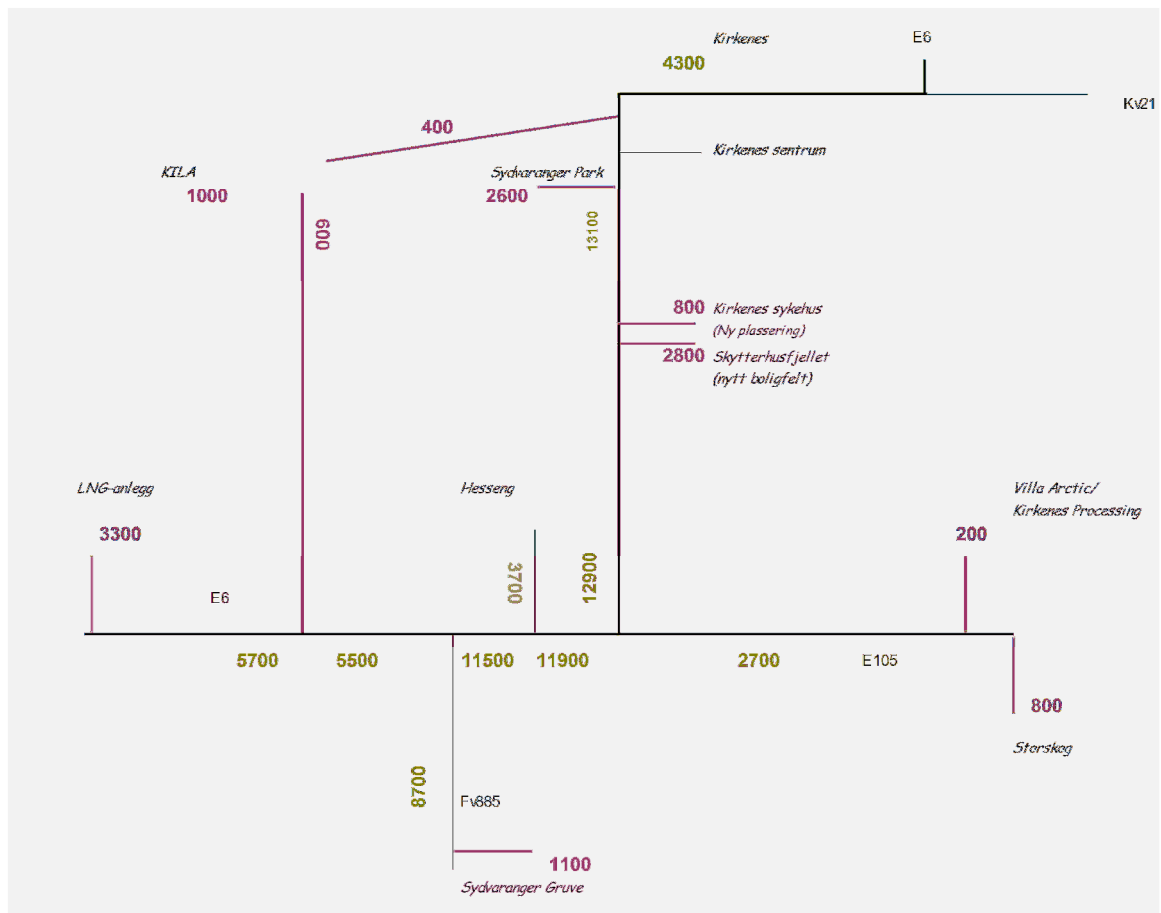 Kirkenes
E6
4300
Kv21
400
Kirkenes sentrum
KILA
Sydvaranger Park
1000
2600
600
13100
800
Kirkenes sykehus
(Ny plassering)
2800
Skytterhusfjellet
(nytt boligfelt)
LNG-anlegg
Hesseng
Villa Arctic/
Kirkenes Processing
3300
200
3700
12900
E6
5700
5500
11500
11900
2700
E105
800
Storskog
8700
Fv885
1100
Sydvaranger Gruve